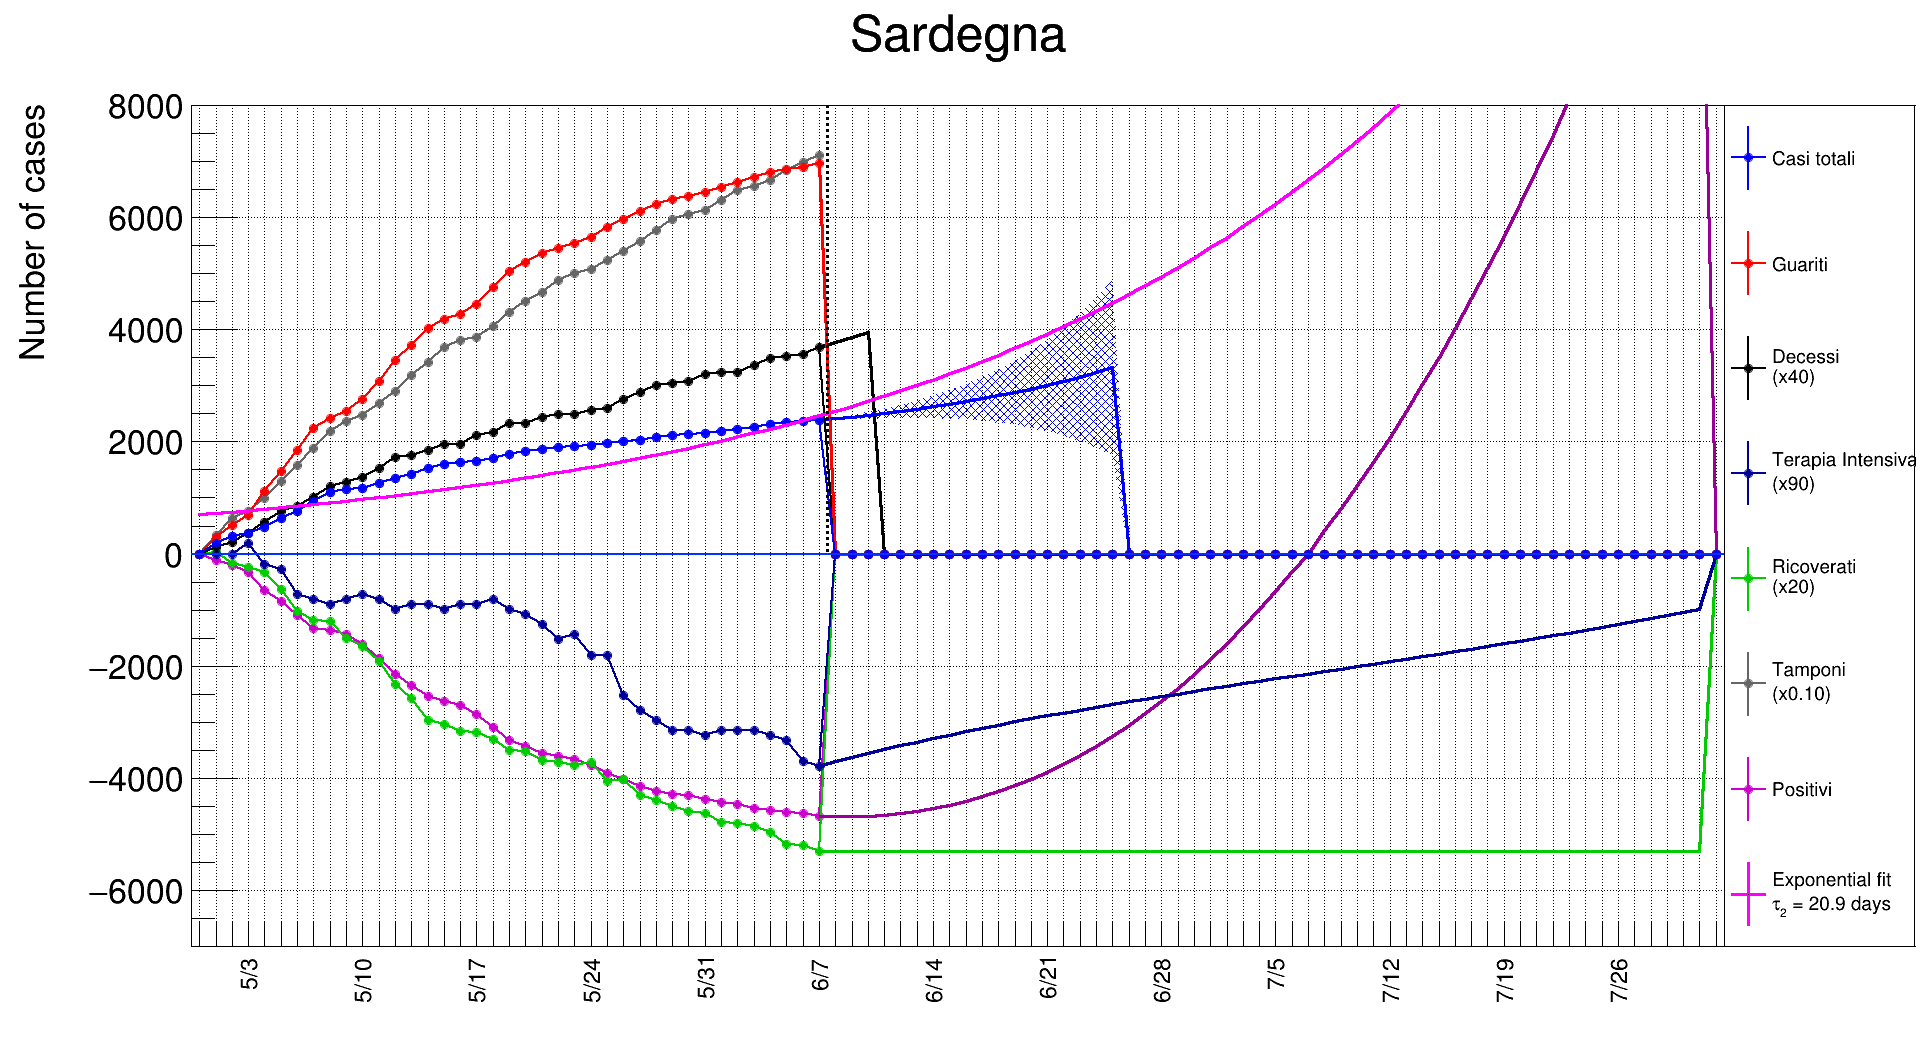 Sardegna
Number of cases
8000
6000
4000
2000
0
−2000
−4000
−6000
5/3
5/10
5/17
5/24
5/31
6/7
6/14
6/21
6/28
7/5
7/12
7/19
7/26
Casi totali
Guariti
Decessi
(x40)
Terapia Intensiva
(x90)
Ricoverati
(x20)
Tamponi
(x0.10)
Positivi
Exponential fit
τ2 = 20.9 days